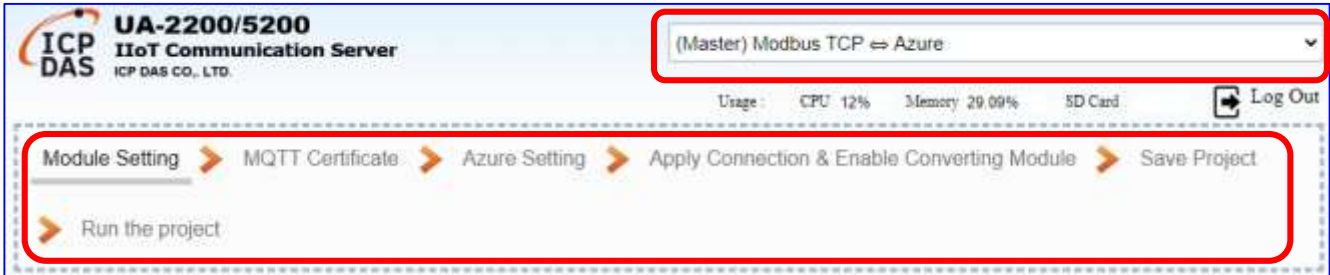 ICP
DAS
UA-2200/5200
IIoT Communication Server
ICP DAS CO., LTD.
(Master) Modbus TCP ⇔ Azure
Usage : CPU 12% Memory 29.09% SD Card Log Out
Module Setting MQTT Certificate Azure Setting Apply Connection & Enable Converting Module Save Project
Run the project